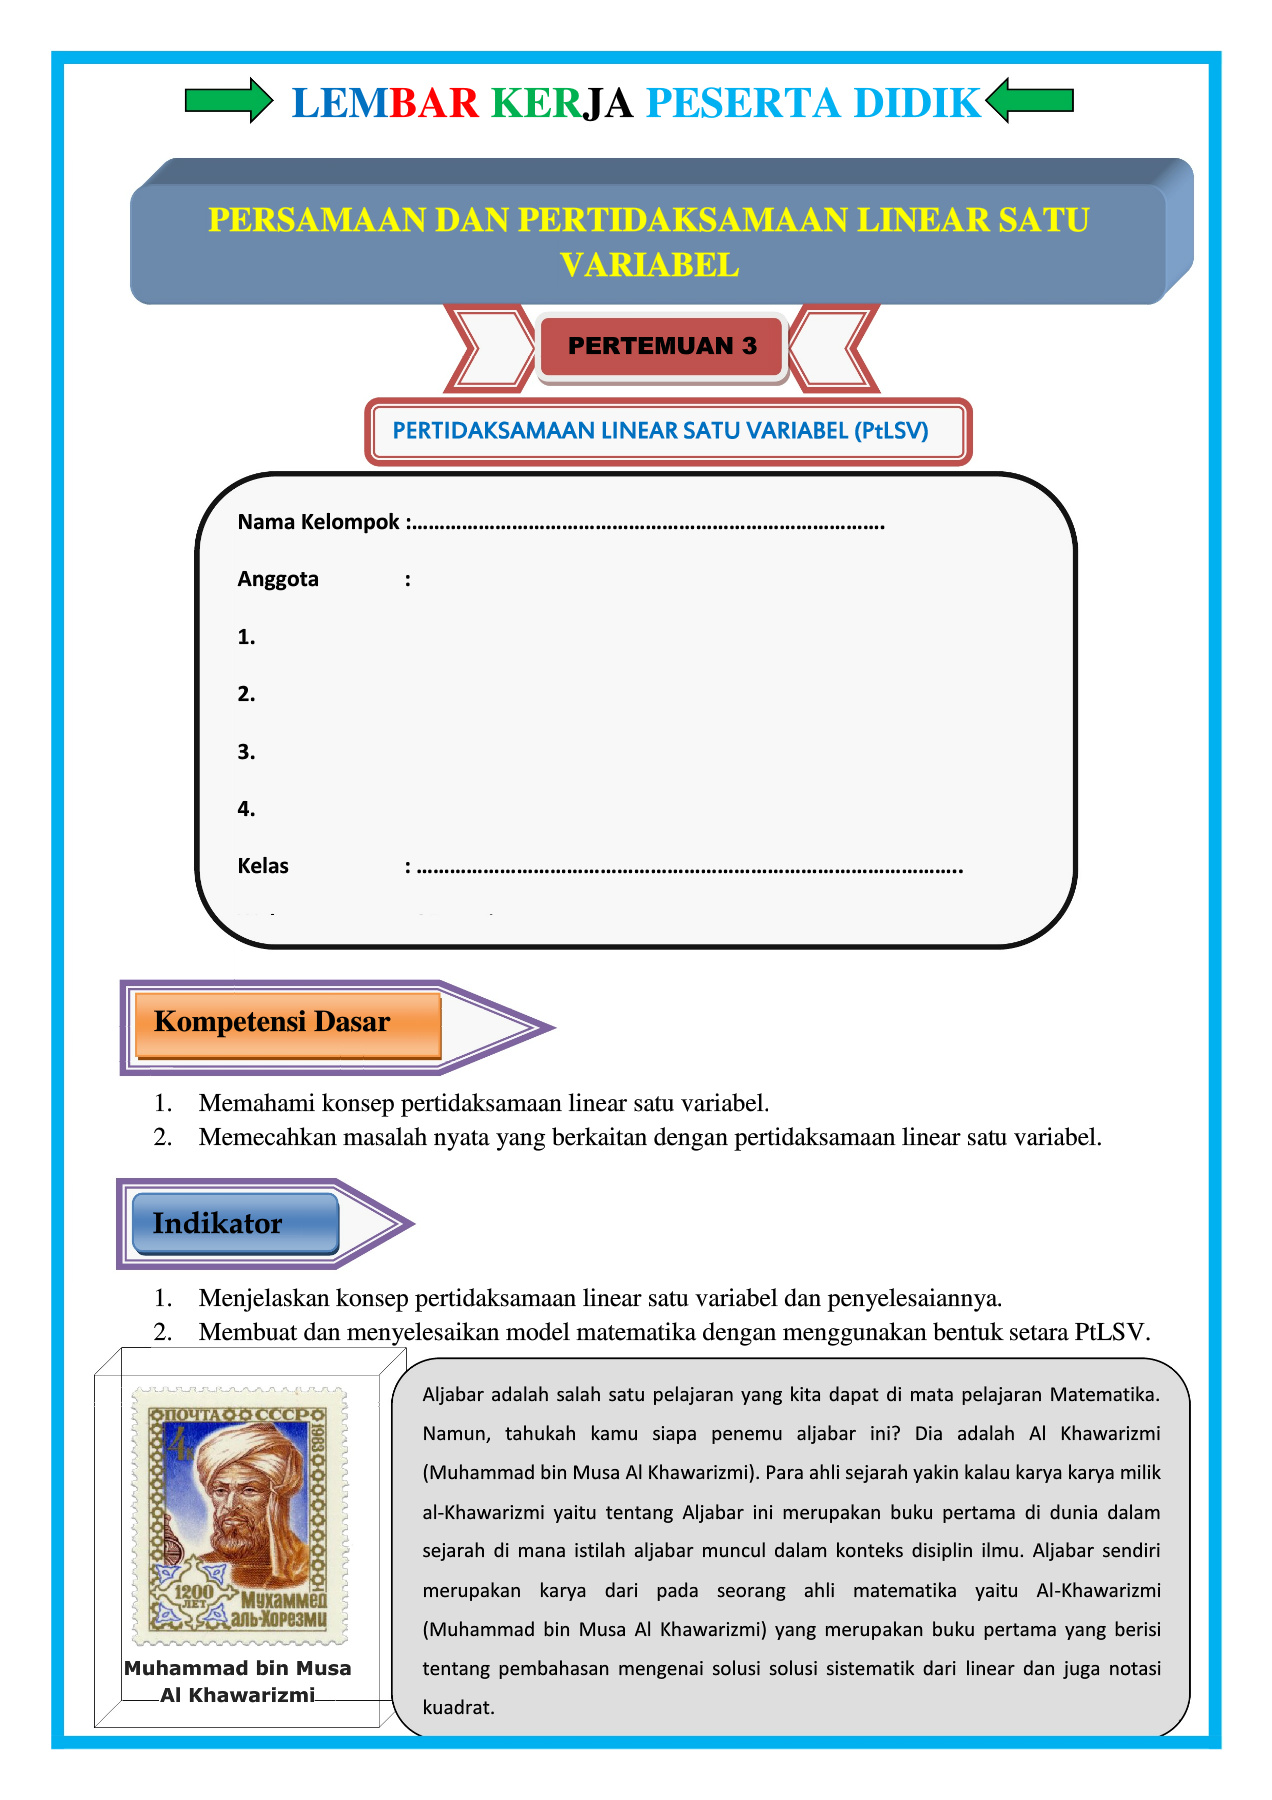 LEMBAR KERJA PESERTA DIDIK
PERSAMAAN DAN PERTIDAKSAMAAN LINEAR SATU
VARIABEL
PERTEMUAN 3
PERTIDAKSAMAAN LINEAR SATU VARIABEL (PtLSV)
Nama Kelompok :………………………………………………………………………….
Anggota :
1.
2.
3.
4.
Kelas : ……………………………………………………………………………………..
Kompetensi Dasar
1. Memahami konsep pertidaksamaan linear satu variabel.
2. Memecahkan masalah nyata yang berkaitan dengan pertidaksamaan linear satu variabel.
Indikator
1. Menjelaskan konsep pertidaksamaan linear satu variabel dan penyelesaiannya.
2. Membuat dan menyelesaikan model matematika dengan menggunakan bentuk setara PtLSV.
ПОЧТА СССР
1983
4
1200
ЛЕТ
Мухаммед
аль-Хорезми
Muhammad bin Musa
Al Khawarizmi
Aljabar adalah salah satu pelajaran yang kita dapat di mata pelajaran Matematika.
Namun, tahukah kamu siapa penemu aljabar ini? Dia adalah Al Khawarizmi
(Muhammad bin Musa Al Khawarizmi). Para ahli sejarah yakin kalau karya karya milik
al-Khawarizmi yaitu tentang Aljabar ini merupakan buku pertama di dunia dalam
sejarah di mana istilah aljabar muncul dalam konteks disiplin ilmu. Aljabar sendiri
merupakan karya dari pada seorang ahli matematika yaitu Al-Khawarizmi
(Muhammad bin Musa Al Khawarizmi) yang merupakan buku pertama yang berisi
tentang pembahasan mengenai solusi solusi sistematik dari linear dan juga notasi
kuadrat.